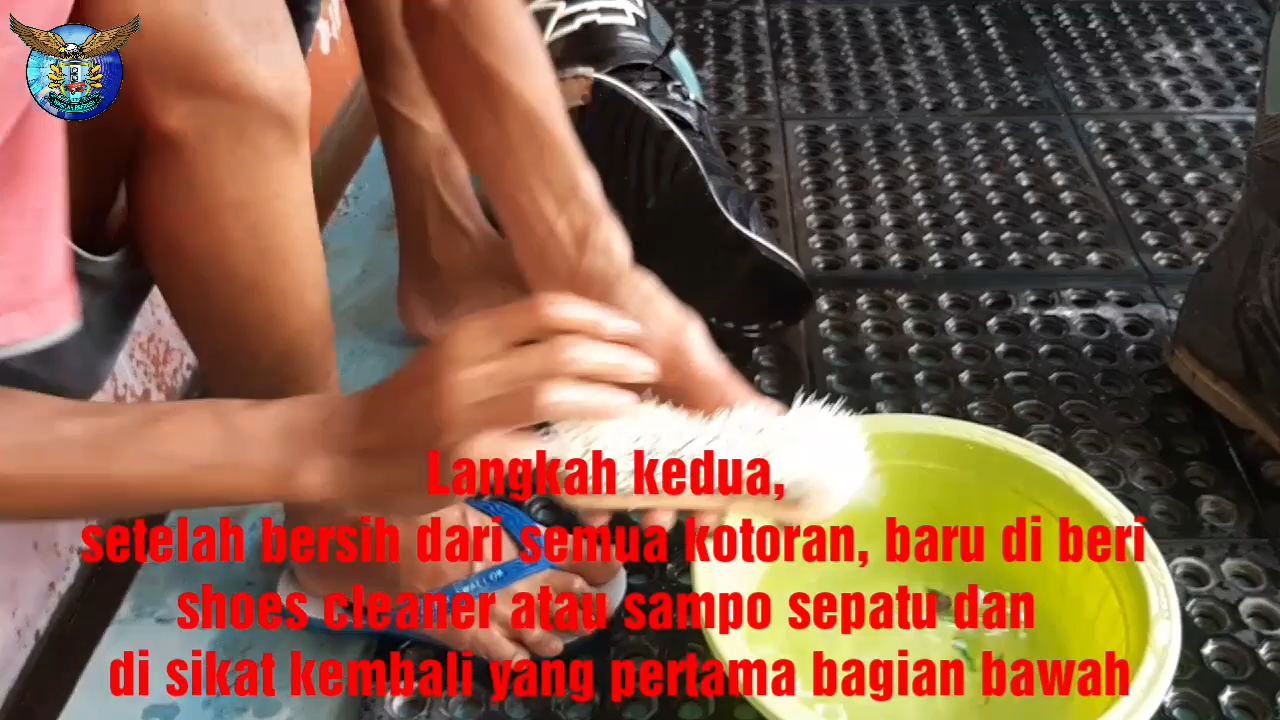 Langkah kedua,
setelah bersih dari semua kotoran, baru di beri
shoes cleaner atau sampo sepatu dan
di sikat kembali yang pertama bagian bawah